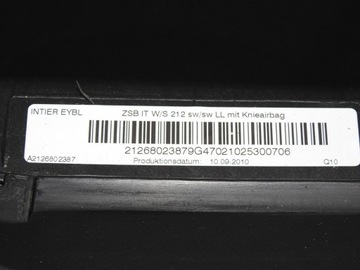 INTIER EYBL ZSB IT W/S 212 sw/sw LL mit Knieairbag
21268023879G47021025300706
A2126802387 Produktionsdatum: 10.09.2010 Q10